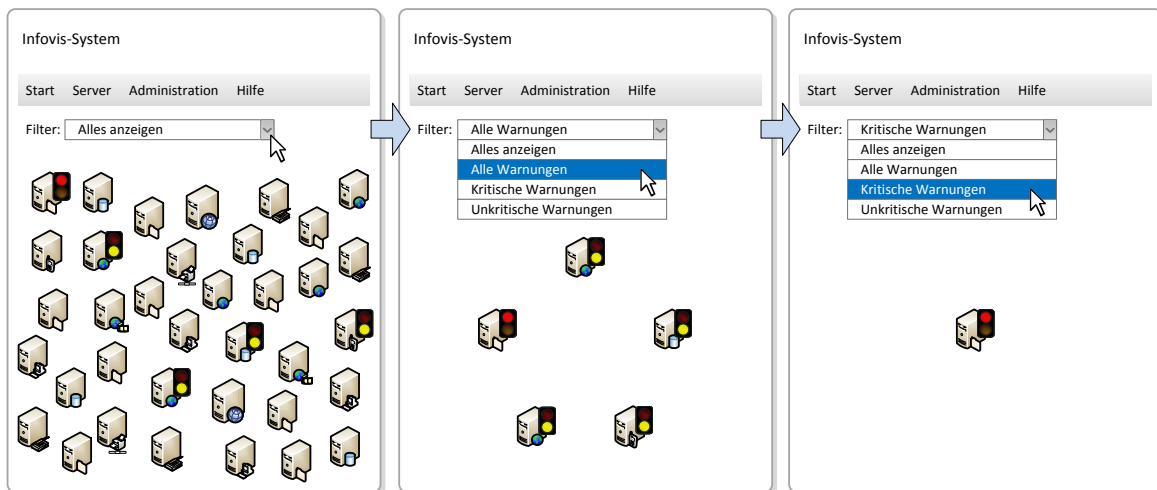 Infovis-System
Start Server Administration Hilfe
Filter: Alles anzeigen
Infovis-System
Start Server Administration Hilfe
Filter: Alle Warnungen
Alles anzeigen
Alle Warnungen
Kritische Warnungen
Unkritische Warnungen
Infovis-System
Start Server Administration Hilfe
Filter: Kritische Warnungen
Alles anzeigen
Alle Warnungen
Kritische Warnungen
Unkritische Warnungen